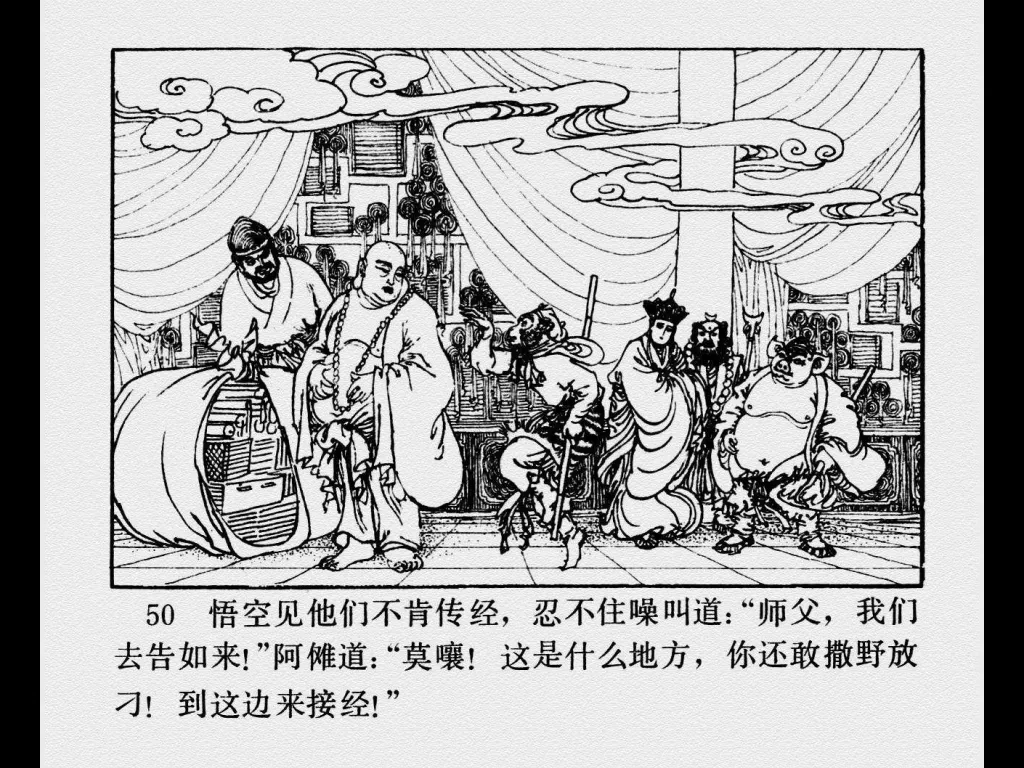 50 悟空见他们不肯传经，忍不住噪叫道：“师父，我们
去告如来！”阿傩道：“莫嚷！这是什么地方，你还敢撒野放
刁！到这边来接经！”